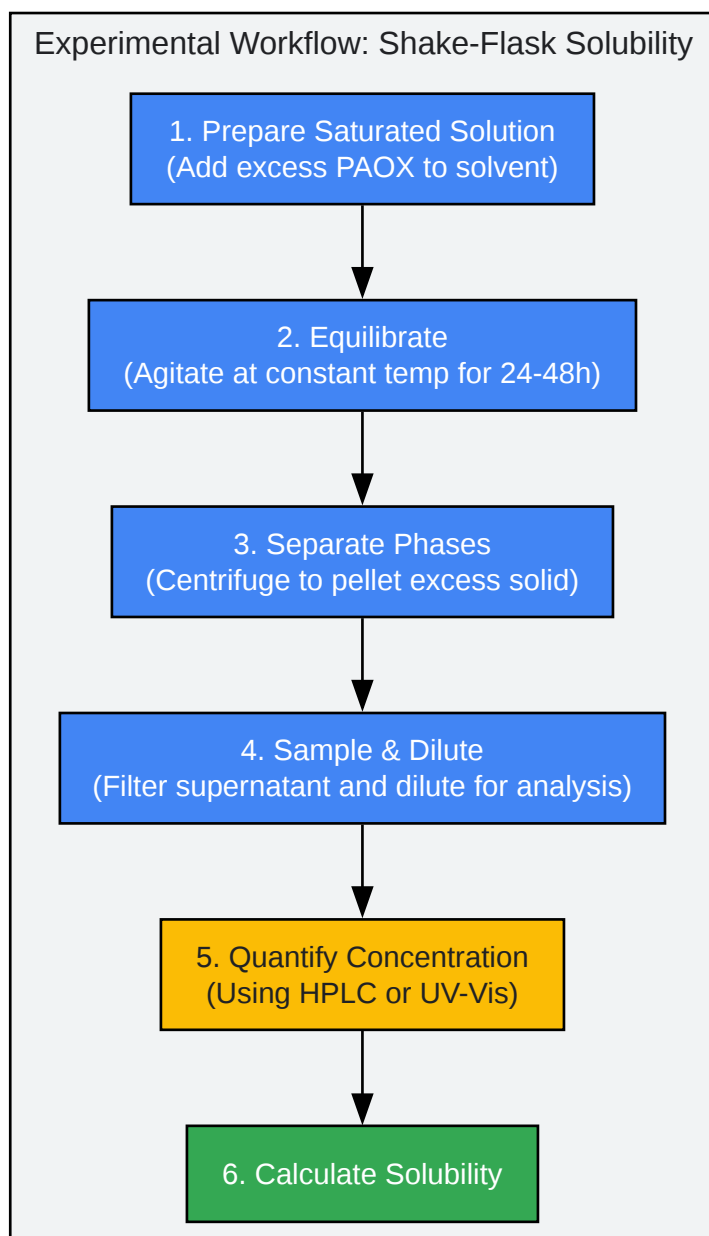 Experimental Workflow: Shake-Flask Solubility
1. Prepare Saturated Solution
(Add excess PAOX to solvent)
2. Equilibrate
(Agitate at constant temp for 24-48h)
3. Separate Phases
(Centrifuge to pellet excess solid)
4. Sample & Dilute
(Filter supernatant and dilute for analysis)
5. Quantify Concentration
(Using HPLC or UV-Vis)
6. Calculate Solubility